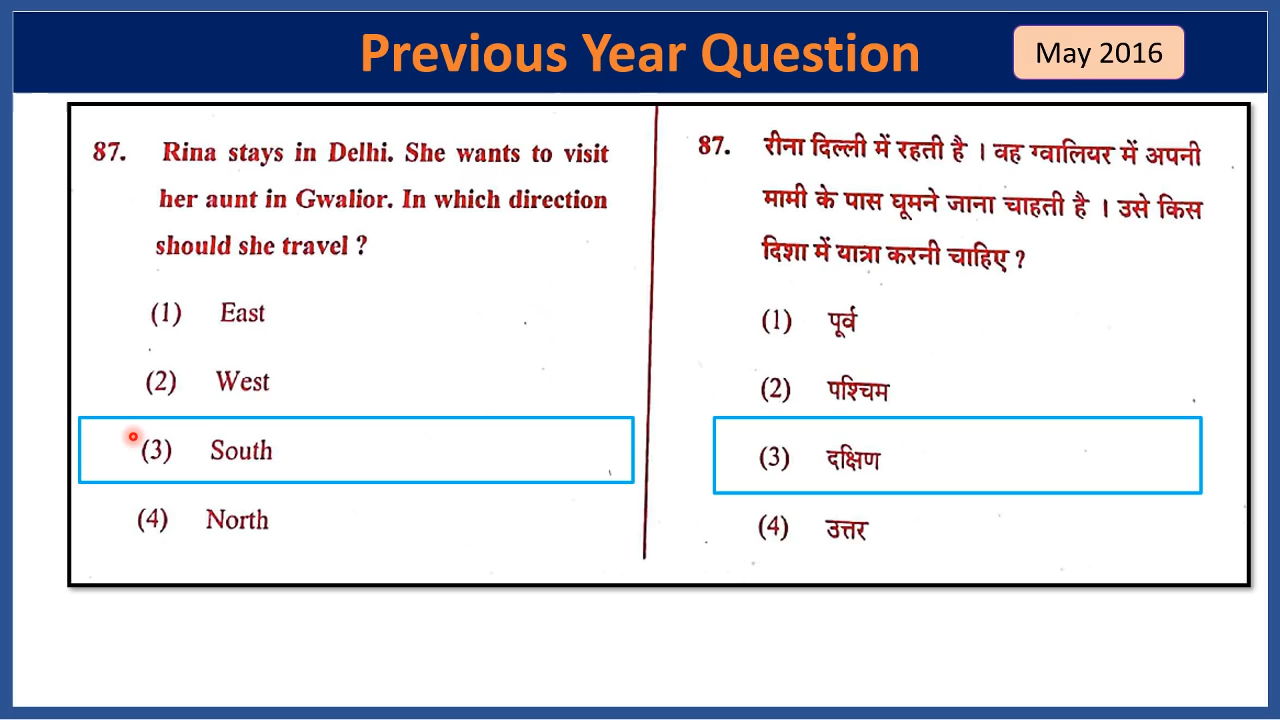 Previous Year Question
May 2016
87. Rina stays in Delhi. She wants to visit
her aunt in Gwalior. In which direction
should she travel ?
(1) East
(2) West
(3) South
(4) North
87. रीना दिल्ली में रहती है । वह ग्वालियर में अपनी
मामी के पास घूमने जाना चाहती है । उसे किस
दिशा में यात्रा करनी चाहिए ?
(1) पूर्व
(2) पश्चिम
(3) दक्षिण
(4) उत्तर